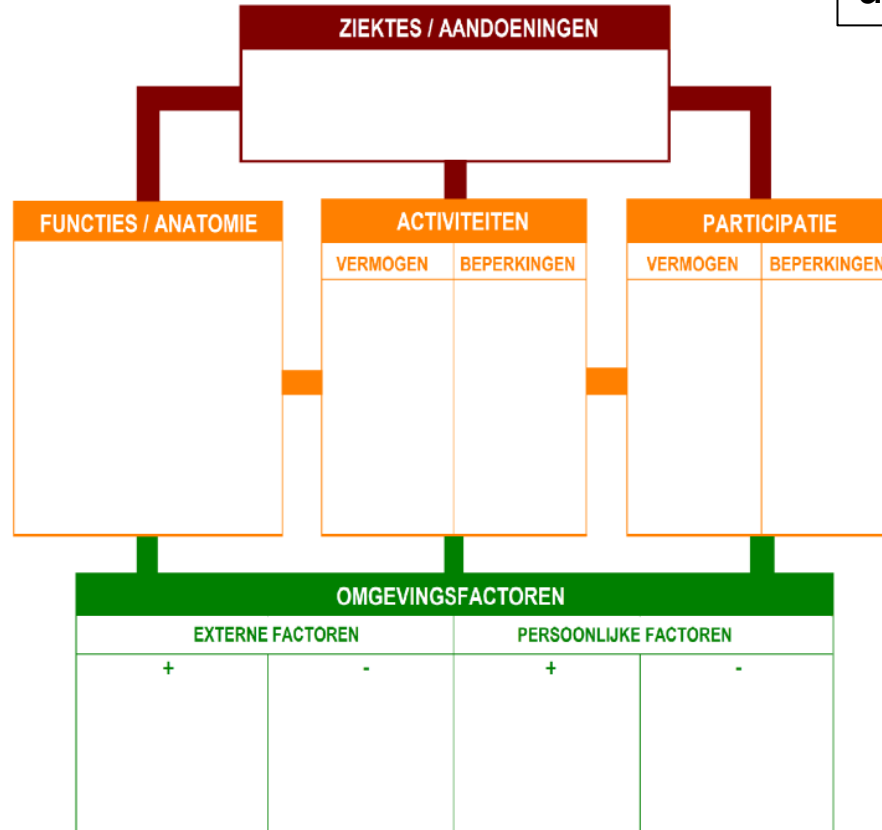 ZIEKTES / AANDOENINGEN
FUNCTIES / ANATOMIE
ACTIVITEITEN
VERMOGEN BEPERKINGEN
PARTICIPATIE
VERMOGEN BEPERKINGEN
OMGEVINGSFACTOREN
EXTERNE FACTOREN PERSOONLIJKE FACTOREN
+ - + -